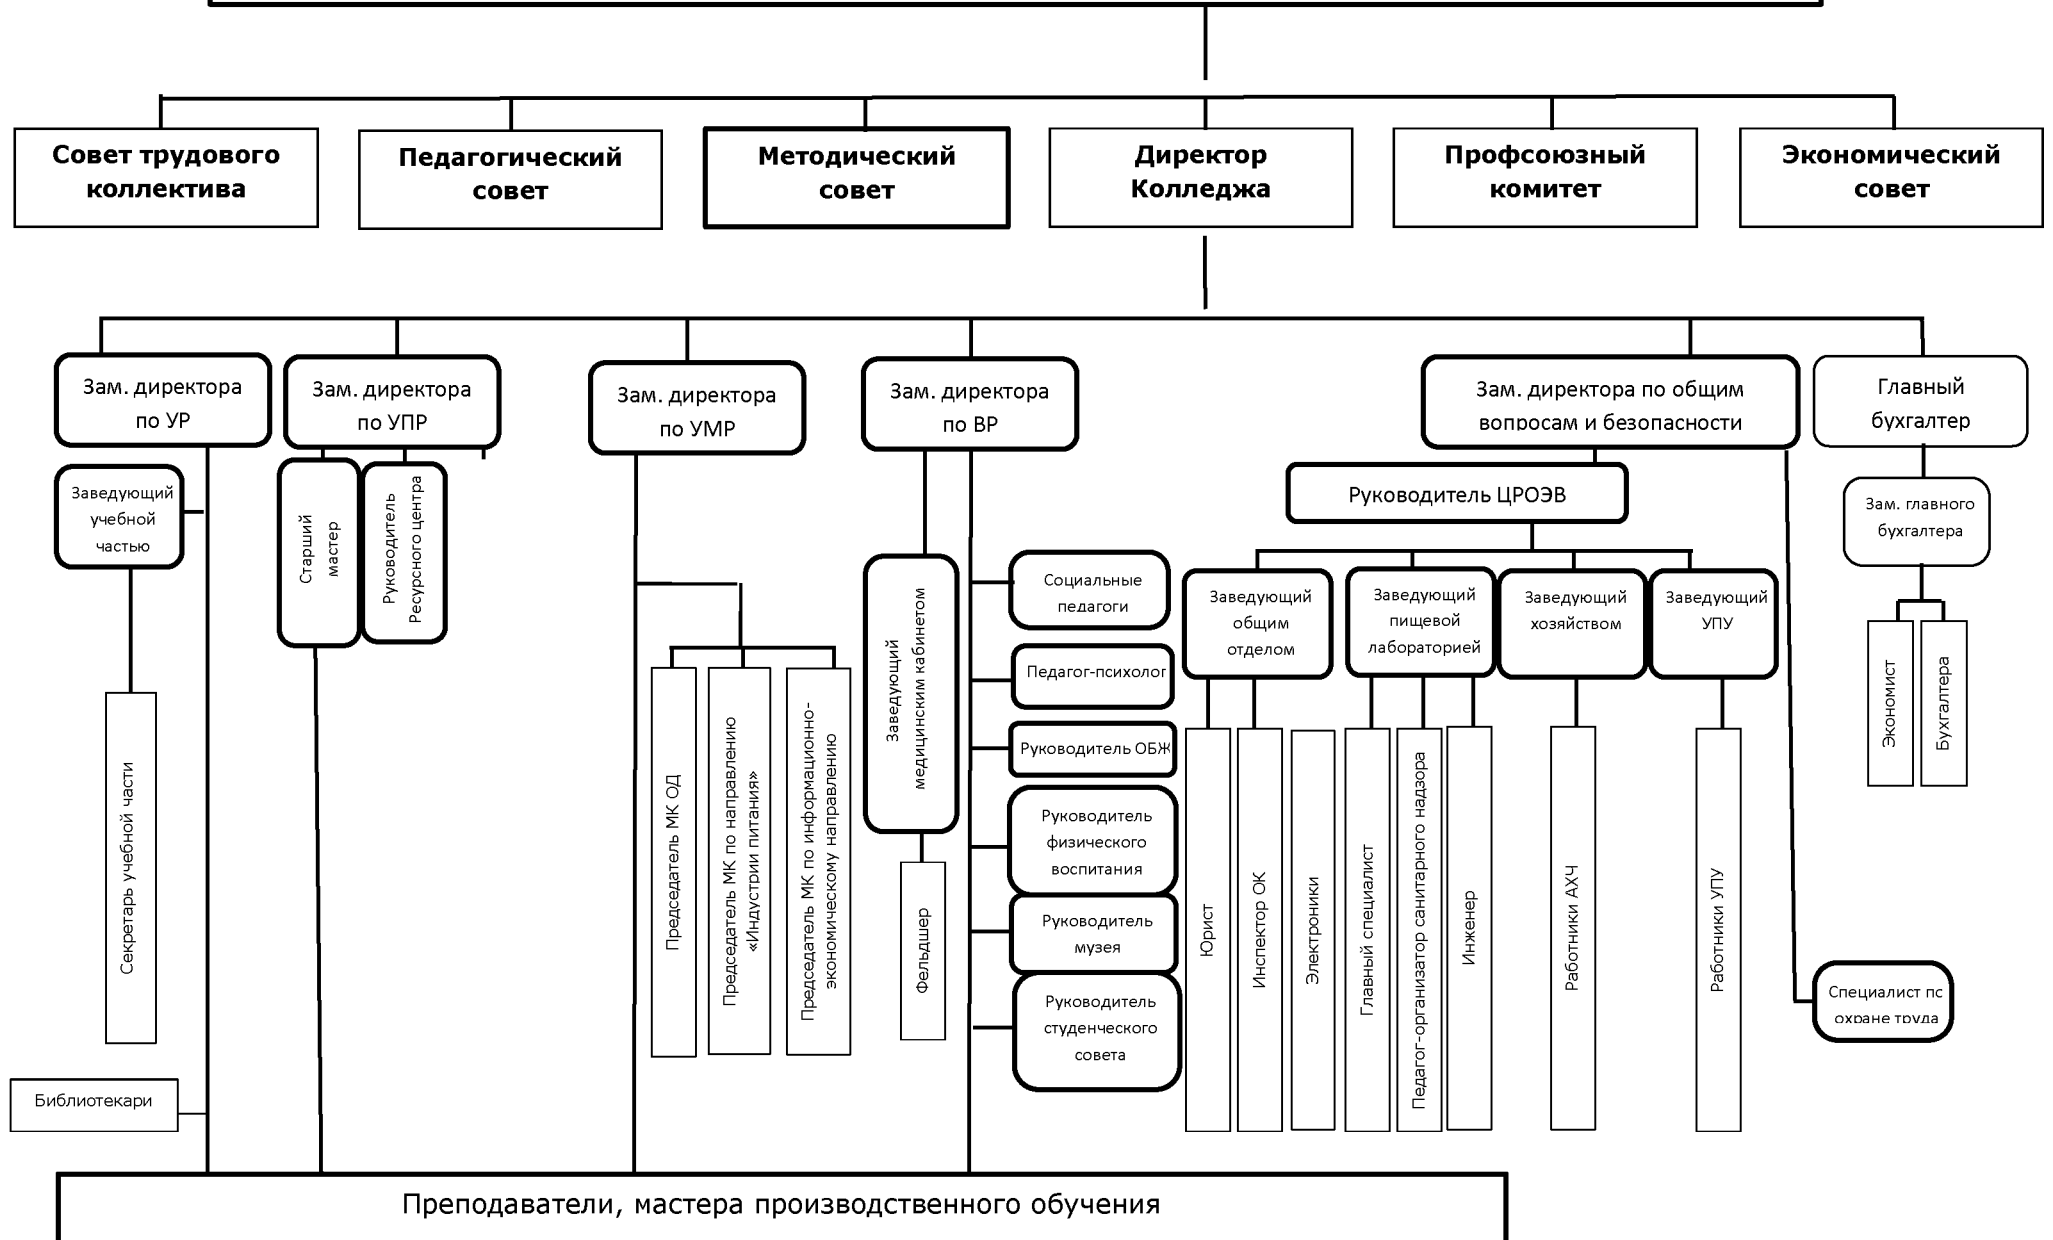 Совет трудового
коллектива
Педагогический
совет
Методический
совет
Директор
Колледжа
Профсоюзный
комитет
Экономический
совет
Зам. директора
по УР
Зам. директора
по УПР
Зам. директора
по УМР
Зам. директора
по ВР
Зам. директора по общим
вопросам и безопасности
Главный
бухгалтер
Заведующий
учебной
частью
Старший
мастер
Руководитель
Ресурсного центра
Руководитель ЦРОЭВ
Зам. главного
бухгалтера
Заведующий
медицинским кабинетом
Социальные
педагоги
Педагог-психолог
Руководитель ОБЖ
Руководитель
физического
воспитания
Руководитель
музея
Руководитель
студенческого
совета
Заведующий
общим
отделом
Заведующий
пищевой
лабораторией
Заведующий
хозяйством
Заведующий
УПУ
Экономист
Бухгалтера
Секретарь учебной части
Председатель МК ОД
Председатель МК по направлению
«Индустрии питания»
Председатель МК по информационо-
экономическому направлению
Фельдшер
Юрист
Инспектор ОК
Электроники
Главный специалист
Педагог-организатор санитарного надзора
Инженер
Работники АХЧ
Работники УПУ
Специалист пс
охране труда
Библиотекари
Преподаватели, мастера производственного обучения